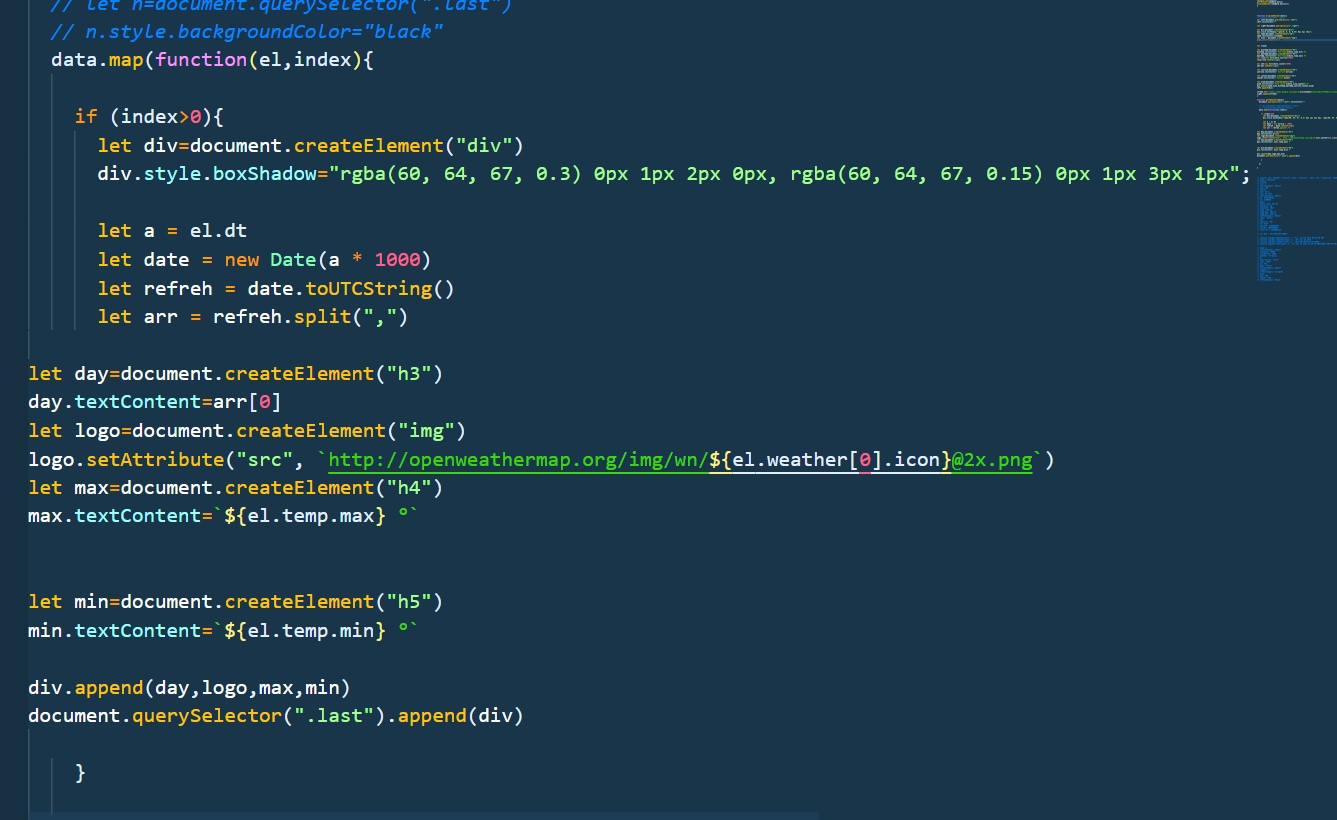 // let n=document.querySelector(".last")
// n.style.backgroundColor="black"
data.map(function(el,index){
if (index>0){
let div=document.createElement("div")
div.style.boxShadow="rgba(60, 64, 67, 0.3) 0px 1px 2px 0px, rgba(60, 64, 67, 0.15) 0px 1px 3px 1px";
let a = el.dt
let date = new Date(a * 1000)
let refreh = date.toUTCString()
let arr = refreh.split(",")
let day=document.createElement("h3")
day.textContent=arr[0]
let logo=document.createElement("img")
logo.setAttribute("src", `http://openweathermap.org/img/wn/${el.weather[0].icon}@2x.png`)
let max=document.createElement("h4")
max.textContent=`${el.temp.max} °`
let min=document.createElement("h5")
min.textContent=`${el.temp.min} °`
div.append(day,logo,max,min)
document.querySelector(".last").append(div)
}